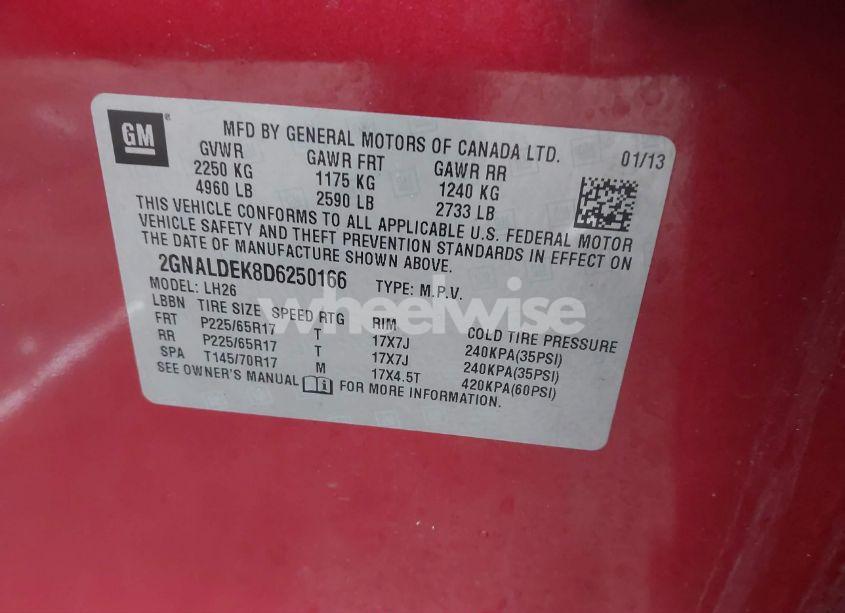 GM
MFD BY GENERAL MOTORS OF CANADA LTD. 01/13
GVWR GAWR FRT GAWR RR
2250 KG 1175 KG 1240 KG
4960 LB 2590 LB 2733 LB
THIS VEHICLE CONFORMS TO ALL APPLICABLE U.S. FEDERAL MOTOR
VEHICLE SAFETY AND THEFT PREVENTION STANDARDS IN EFFECT ON
THE DATE OF MANUFACTURE SHOWN ABOVE.
2GNALDEK8D6250166 TYPE: M.P.V.
MODEL: LH26
LBBN TIRE SIZE SPEED RTG RIM COLD TIRE PRESSURE
FRT P225/65R17 T 17X7J 240KPA(35PSI)
RR P225/65R17 T 17X7J 240KPA(35PSI)
SPA T145/70R17 M 17X4.5T 420KPA(60PSI)
SEE OWNER'S MANUAL FOR MORE INFORMATION.
wheelwise